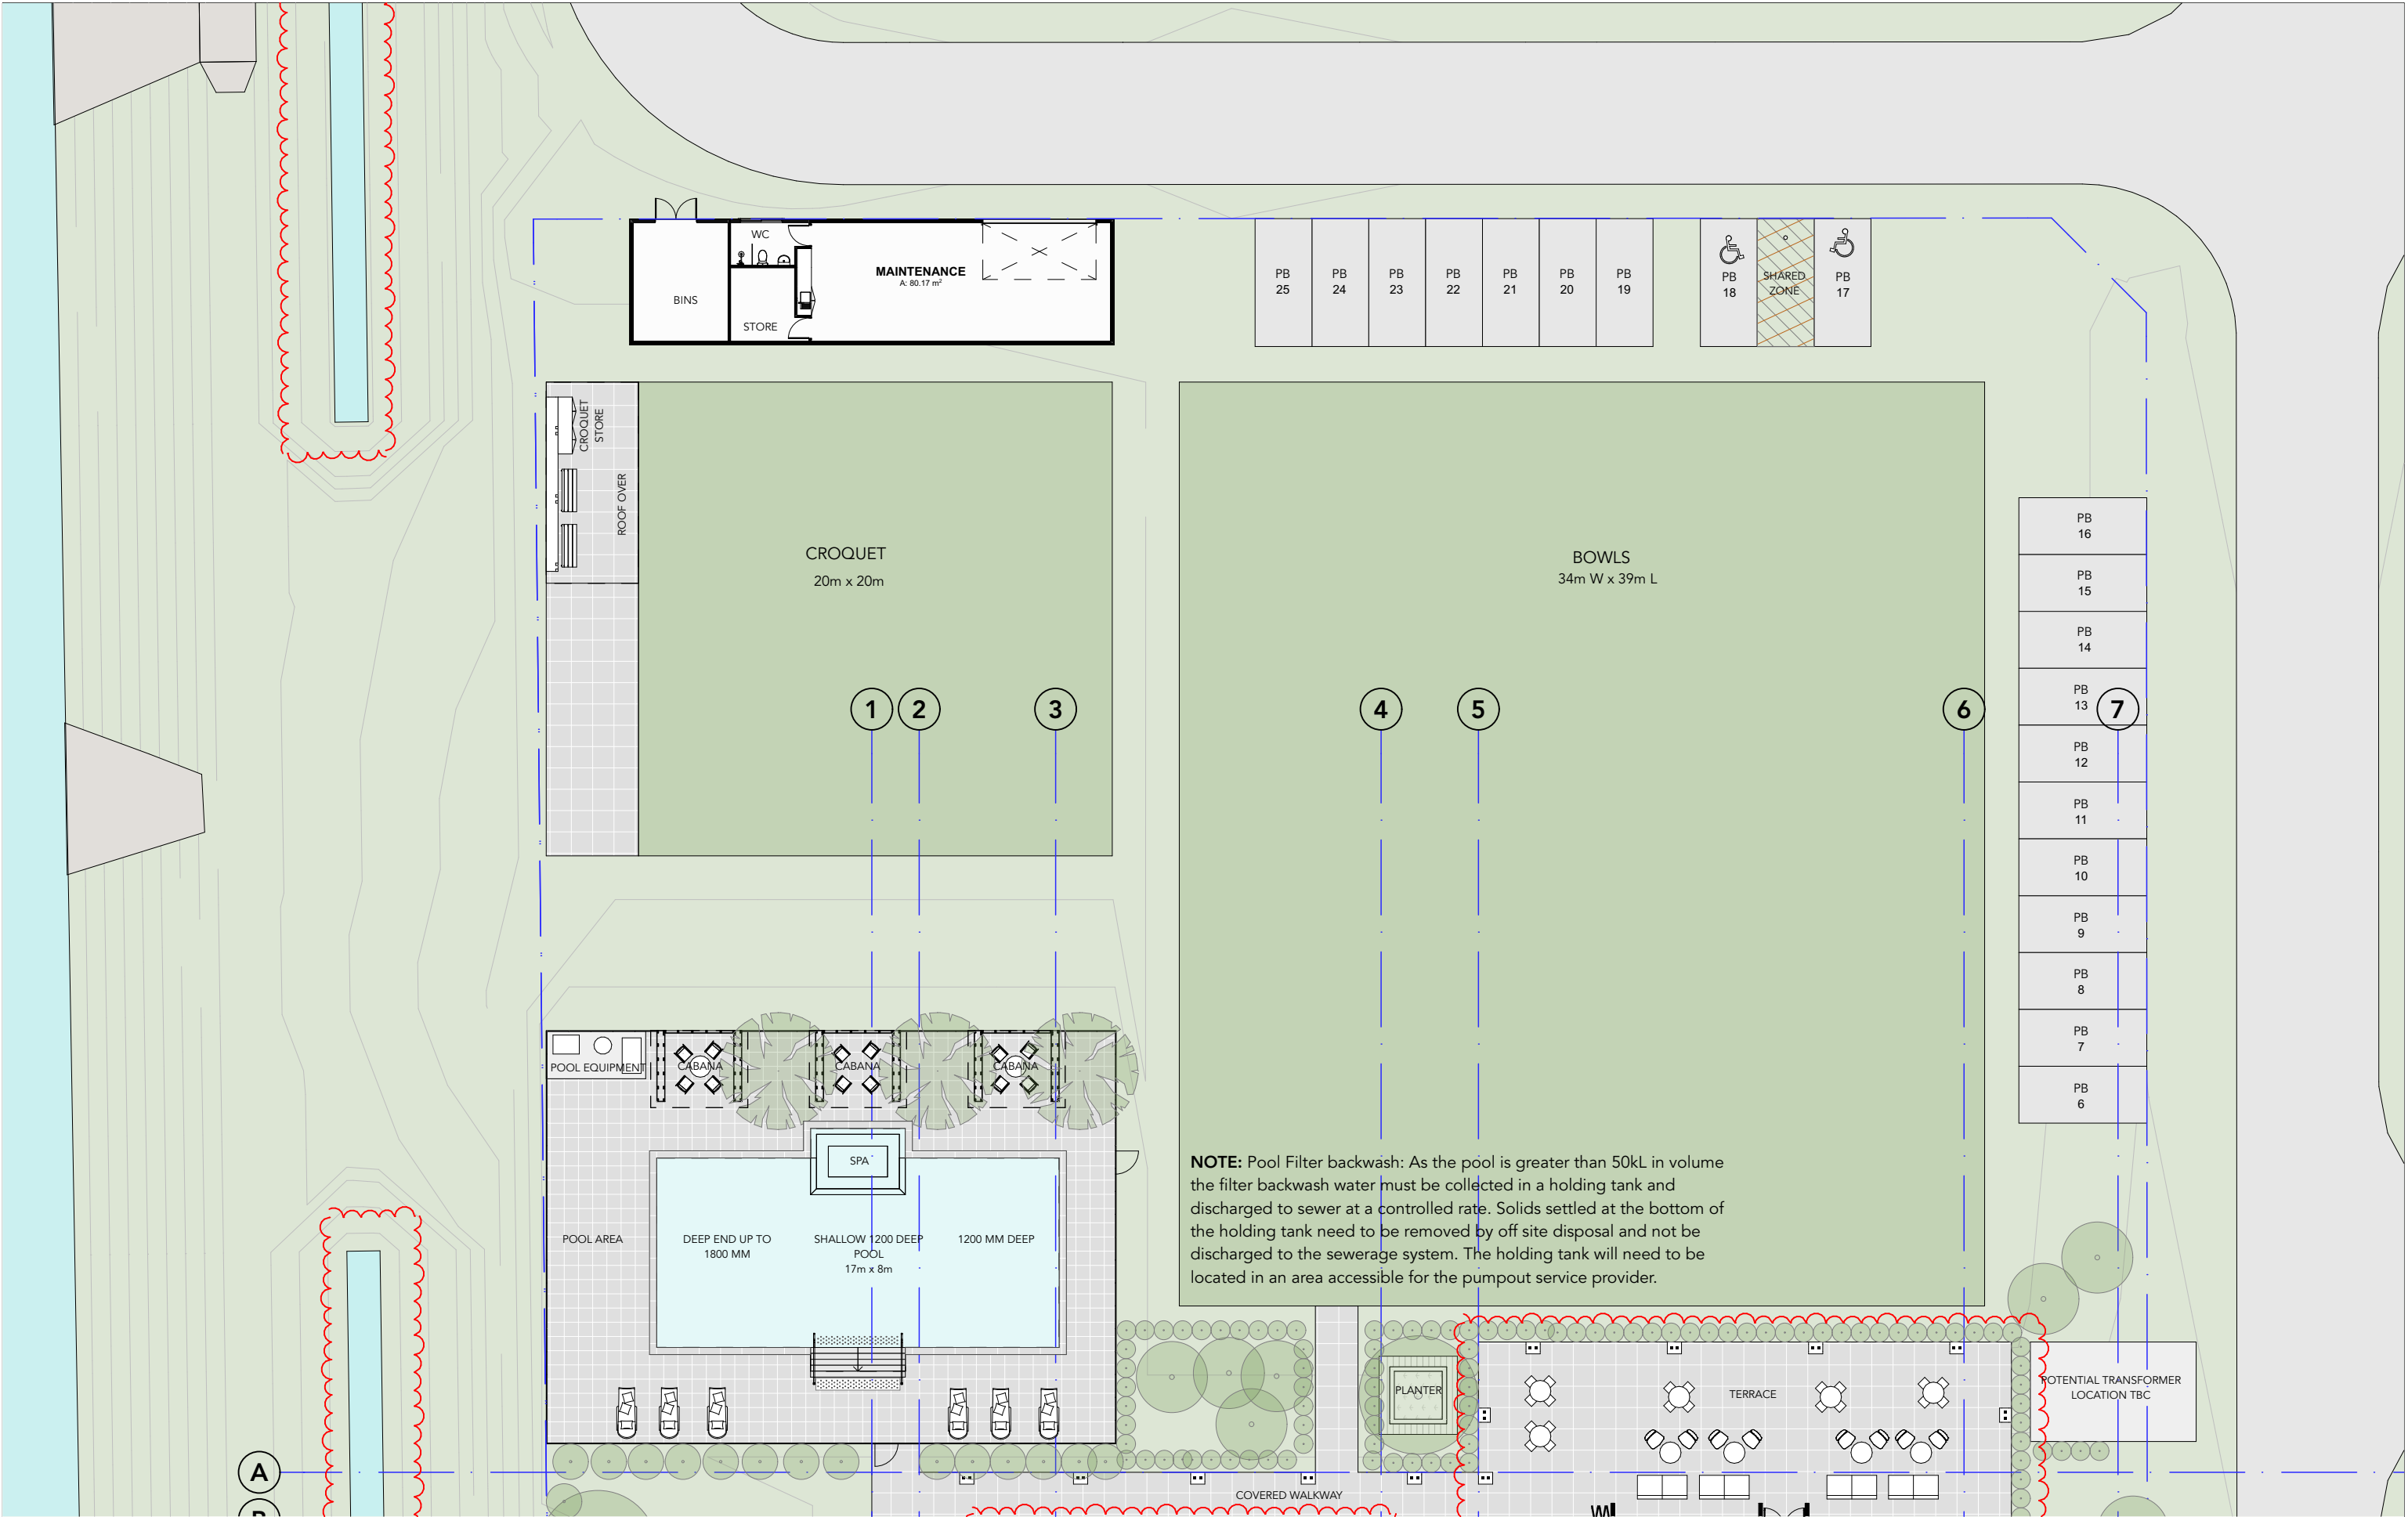 WC
MAINTENANCE
A: 80.17 m²
BINS
STORE
PB
25
PB
24
PB
23
PB
22
PB
21
PB
20
PB
19
PB
18
SHARED
ZONE
PB
17
CROQUET
STORE
ROOF OVER
CROQUET
20m x 20m
BOWLS
34m W x 39m L
PB
16
PB
15
PB
14
PB
13
PB
12
PB
11
PB
10
PB
9
PB
8
PB
7
PB
6
1
2
3
4
5
6
7
POOL EQUIPMENT
CABANA
CABANA
CABANA
SPA
POOL AREA
DEEP END UP TO
1800 MM
SHALLOW 1200 DEEP
POOL
17m x 8m
1200 MM DEEP
NOTE: Pool Filter backwash: As the pool is greater than 50kL in volume
the filter backwash water must be collected in a holding tank and
discharged to sewer at a controlled rate. Solids settled at the bottom of
the holding tank need to be removed by off site disposal and not be
discharged to the sewerage system. The holding tank will need to be
located in an area accessible for the pumpout service provider.
PLANTER
TERRACE
POTENTIAL TRANSFORMER
LOCATION TBC
A
COVERED WALKWAY